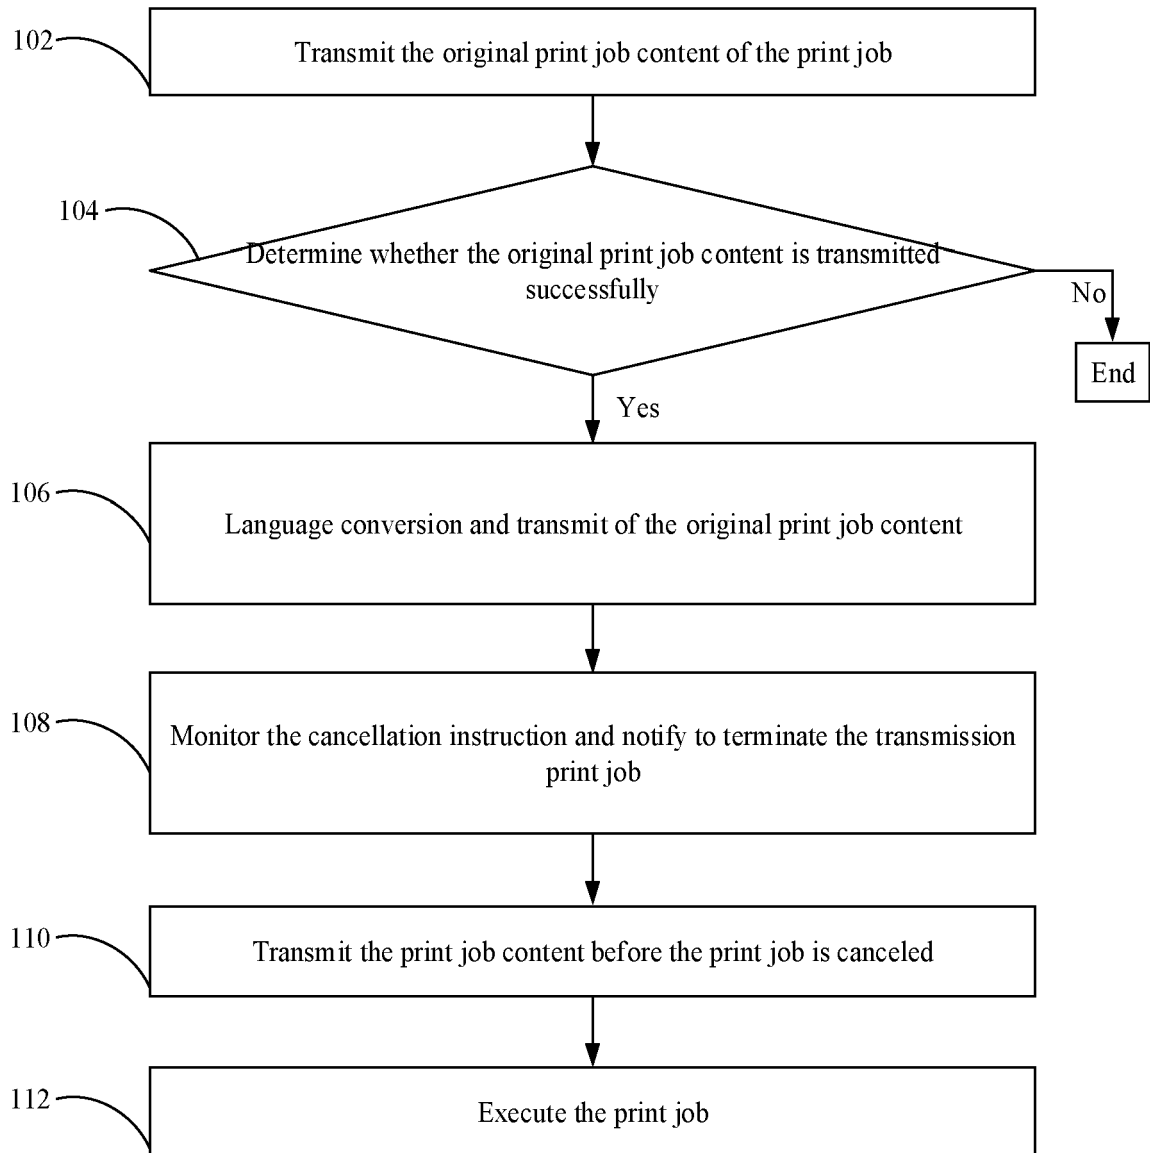 102
Transmit the original print job content of the print job
104
Determine whether the original print job content is transmitted
successfully
No
End
Yes
106
Language conversion and transmit of the original print job content
108
Monitor the cancellation instruction and notify to terminate the transmission
print job
110
Transmit the print job content before the print job is canceled
112
Execute the print job